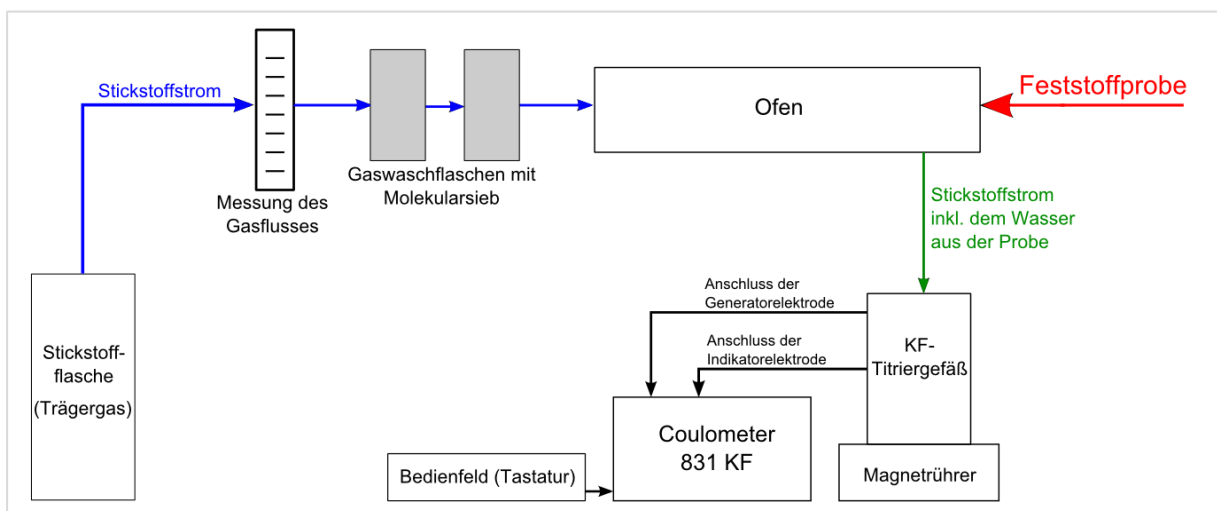 Stickstoffstrom
Messung des
Gasflusses
Gaswaschflaschen mit
Molekularsieb
Ofen
Feststoffprobe
Stickstoffstrom
inkl. dem Wasser
aus der Probe
Stickstoff-
flasche
(Trägergas)
Anschluss der
Generatorelektrode
Anschluss der
Indikatorelektrode
KF-
Titriergefäß
Coulometer
831 KF
Bedienfeld (Tastatur)
Magnetrührer